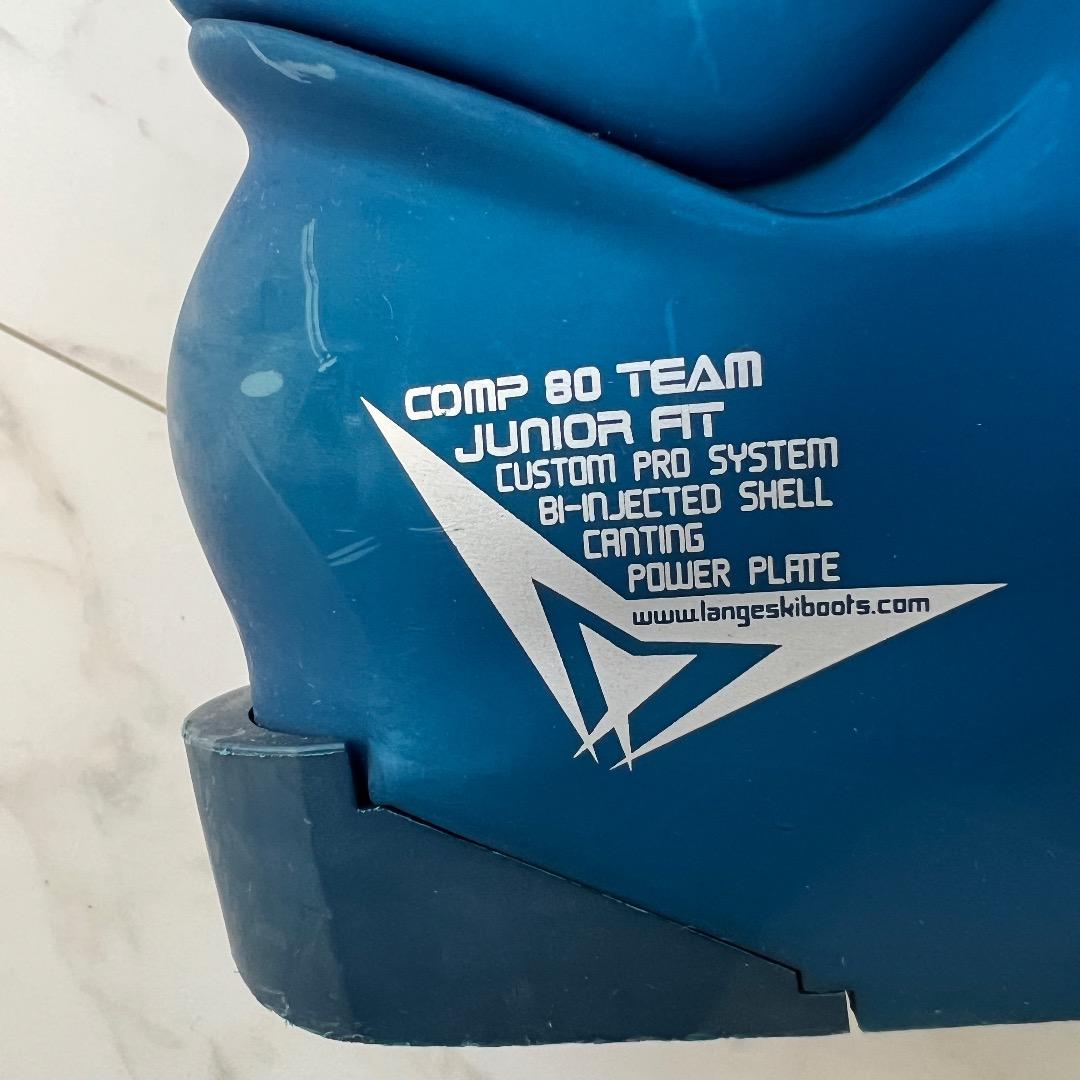 COMP 80 TEAM
JUNIOR FIT
CUSTOM PRO SYSTEM
BI-INJECTED SHELL
CANTING
POWER PLATE
www.langeskiboots.com